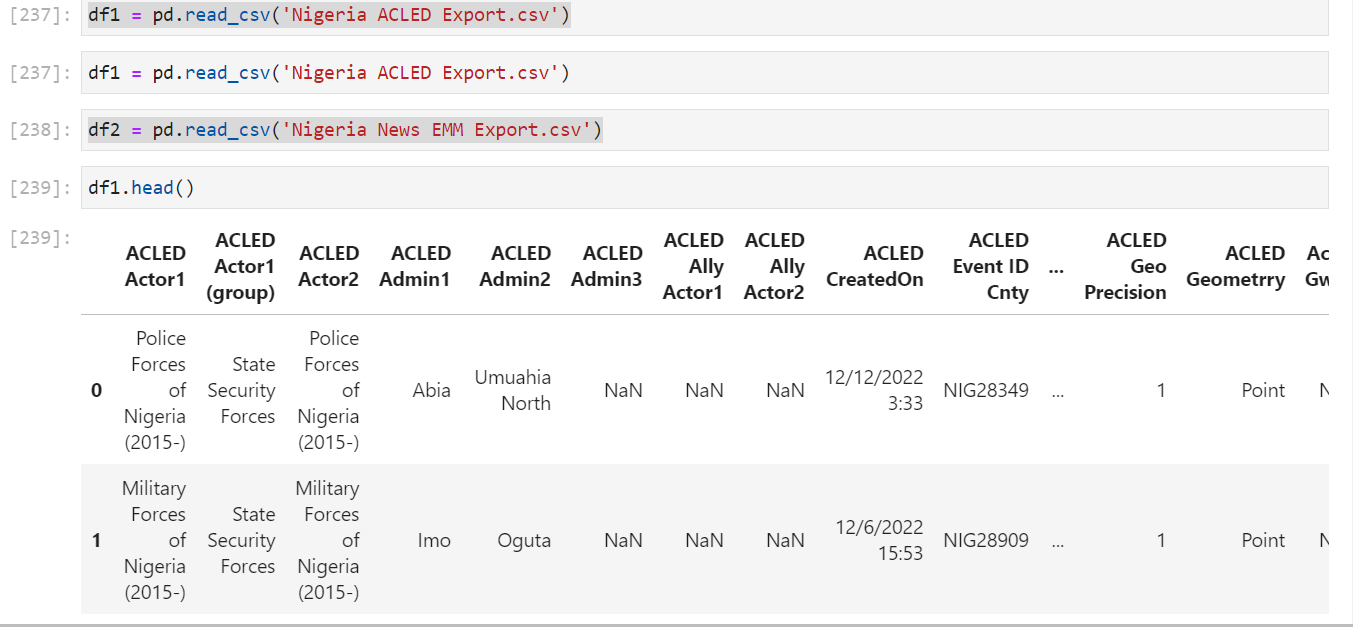 [237]: df1 = pd.read_csv('Nigeria ACLED Export.csv')
[237]: df1 = pd.read_csv('Nigeria ACLED Export.csv')
[238]: df2 = pd.read_csv('Nigeria News EMM Export.csv')
[239]: df1.head()
[239]:
ACLED Actor1 ACLED Actor1 (group) ACLED Actor2 ACLED Admin1 ACLED Admin2 ACLED Admin3 ACLED Ally Actor1 ACLED Ally Actor2 ACLED CreatedOn ACLED Event ID Cnty ... ACLED Geo Precision ACLED Geometrry
0 Police Forces of Nigeria (2015-) State Security Forces Police Forces of Nigeria (2015-) Abia Umuahia North NaN NaN NaN 12/12/2022 3:33 NIG28349 ... 1 Point
1 Military Forces of Nigeria (2015-) State Security Forces Military Forces of Nigeria (2015-) Imo Oguta NaN NaN NaN 12/6/2022 15:53 NIG28909 ... 1 Point